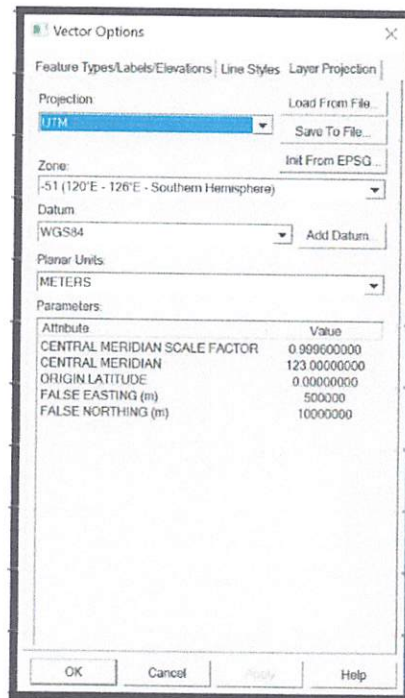 Vector Options
Feature Types/Labels/Elevations Line Styles Layer Projection
Projection:
Load From File...
UTM
Save To File...
Init From EPSG...
Zone:
-51 (120°E - 126°E - Southern Hemisphere)
Datum:
WGS84
Add Datum...
Planar Units:
METERS
Parameters:
Attribute Value
CENTRAL MERIDIAN SCALE FACTOR 0.999600000
CENTRAL MERIDIAN 123.00000000
ORIGIN LATITUDE 0.00000000
FALSE EASTING (m) 500000
FALSE NORTHING (m) 10000000
OK Cancel Apply Help